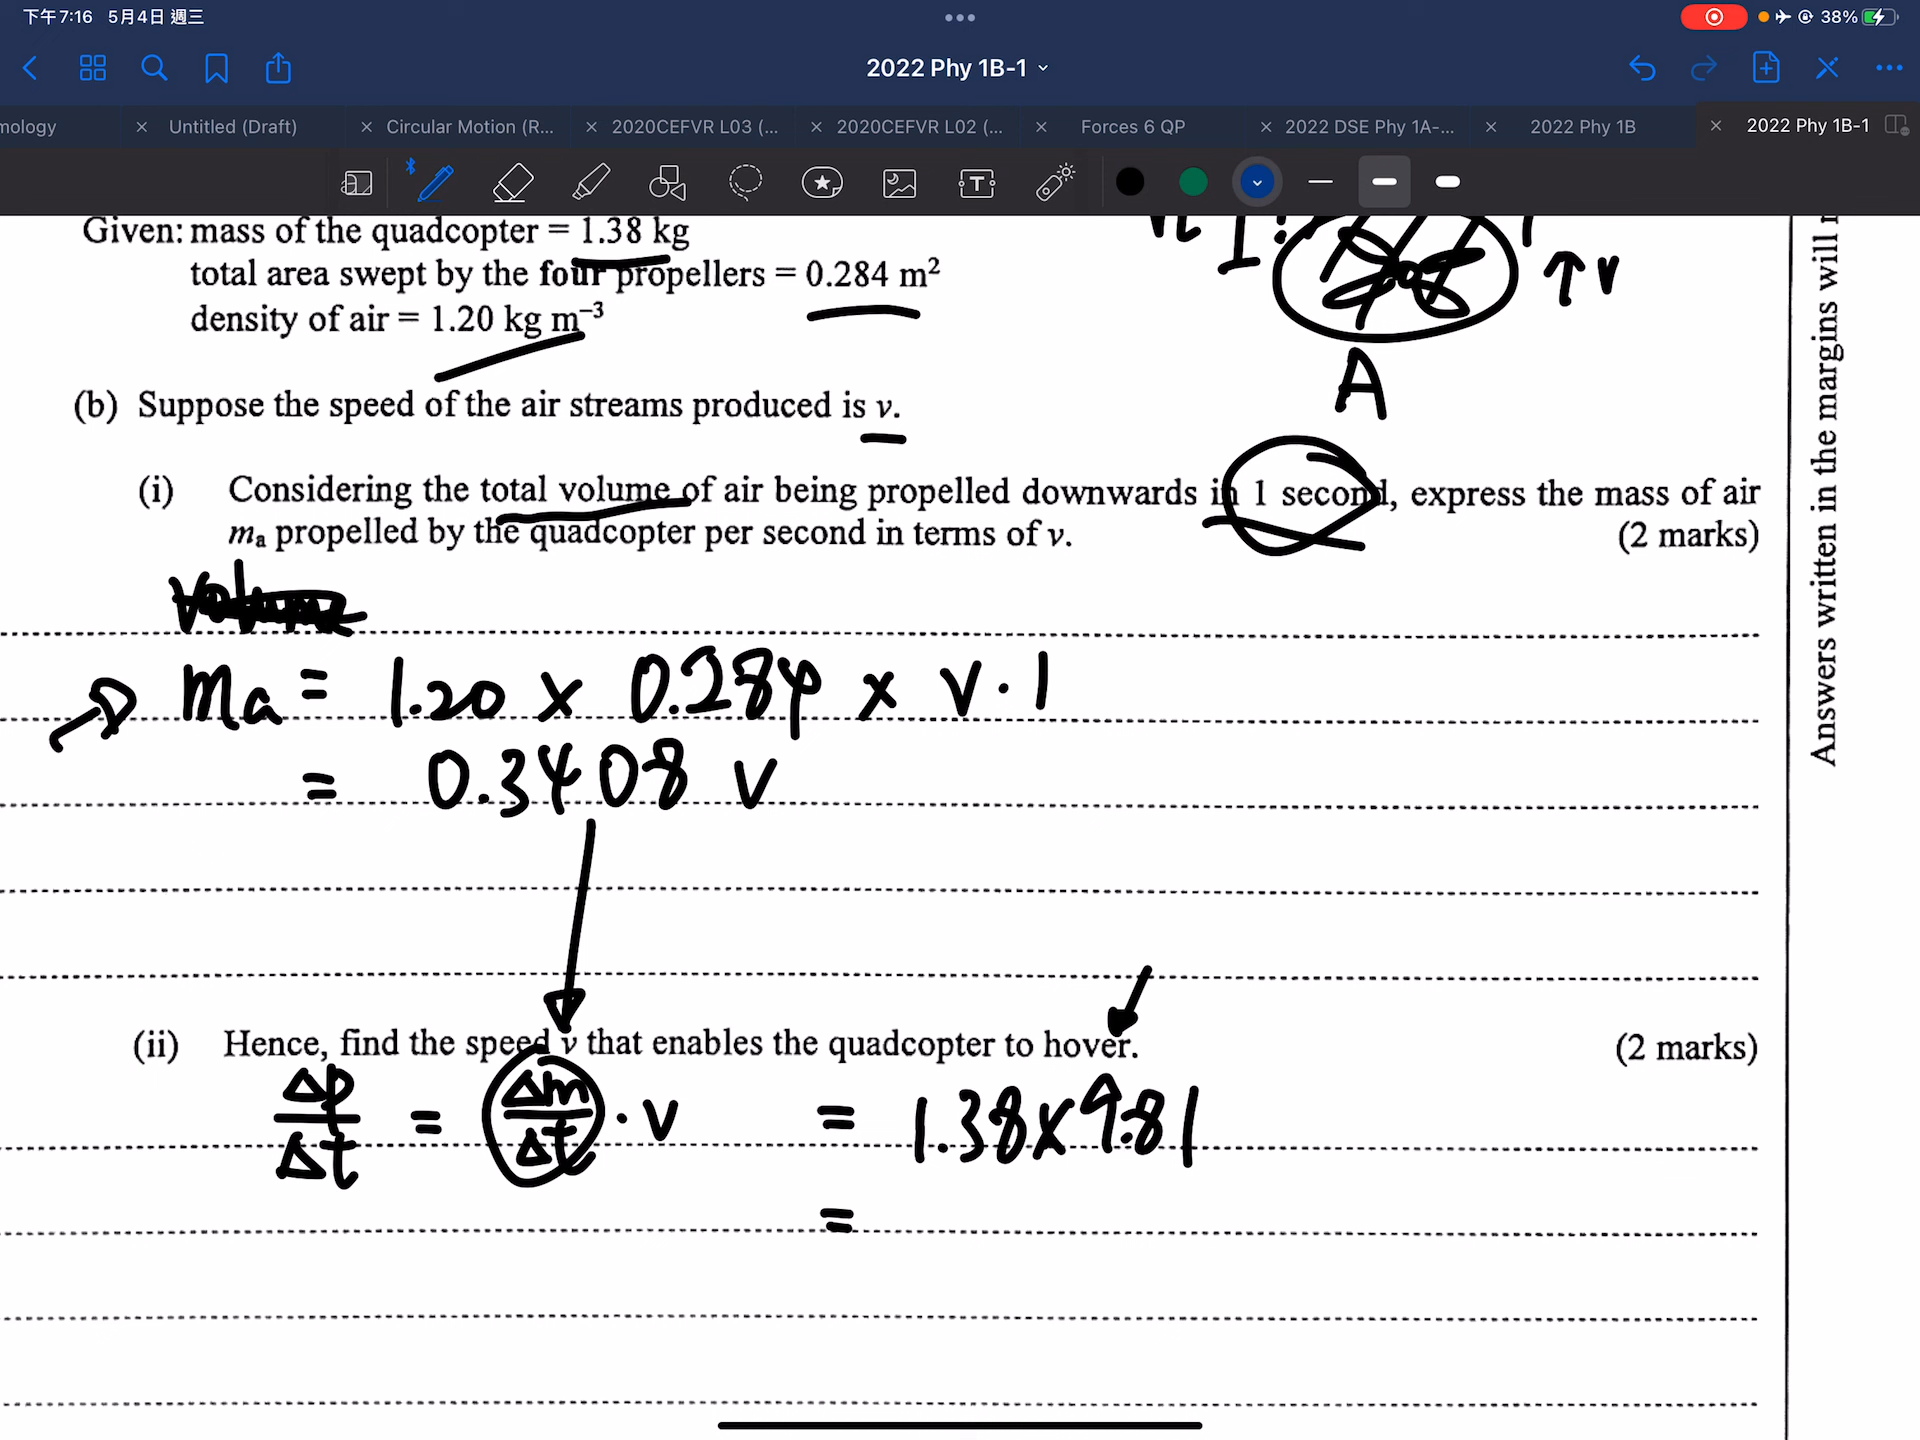 下午7:16 5月4日 週三
38%
2022 Phy 1B-1
mology
Untitled (Draft)
Circular Motion (R...
2020CEFVR L03 (...
2020CEFVR L02 (...
Forces 6 QP
2022 DSE Phy 1A-...
2022 Phy 1B
2022 Phy 1B-1
Given: mass of the quadcopter = 1.38 kg
total area swept by the four propellers = 0.284 m²
density of air = 1.20 kg m⁻³
↑ v
A
(b) Suppose the speed of the air streams produced is v.
(i) Considering the total volume of air being propelled downwards in 1 second, express the mass of air
mₐ propelled by the quadcopter per second in terms of v. (2 marks)
volume
ma = 1.20 × 0.284 × v · 1
= 0.3408 v
(ii) Hence, find the speed v that enables the quadcopter to hover. (2 marks)
Δp/Δt = Δm/Δt · v = 1.38×9.81
=
Answers written in the margins will